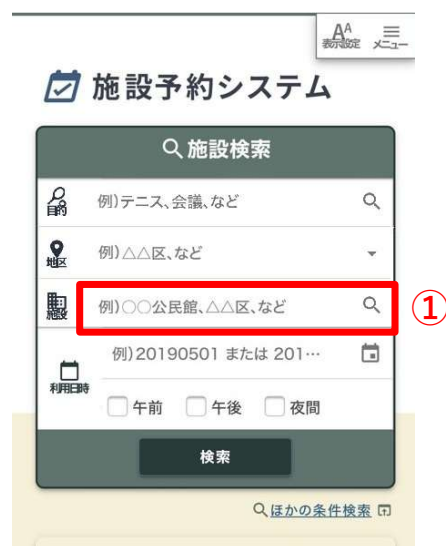 表示設定 メニュー
施設予約システム
施設検索
目的 例)テニス、会議、など
地区 例)△△区、など
施設 例)○○公民館、△△区、など
①
例)20190501 または 201…
利用日時
午前 午後 夜間
検索
ほかの条件検索